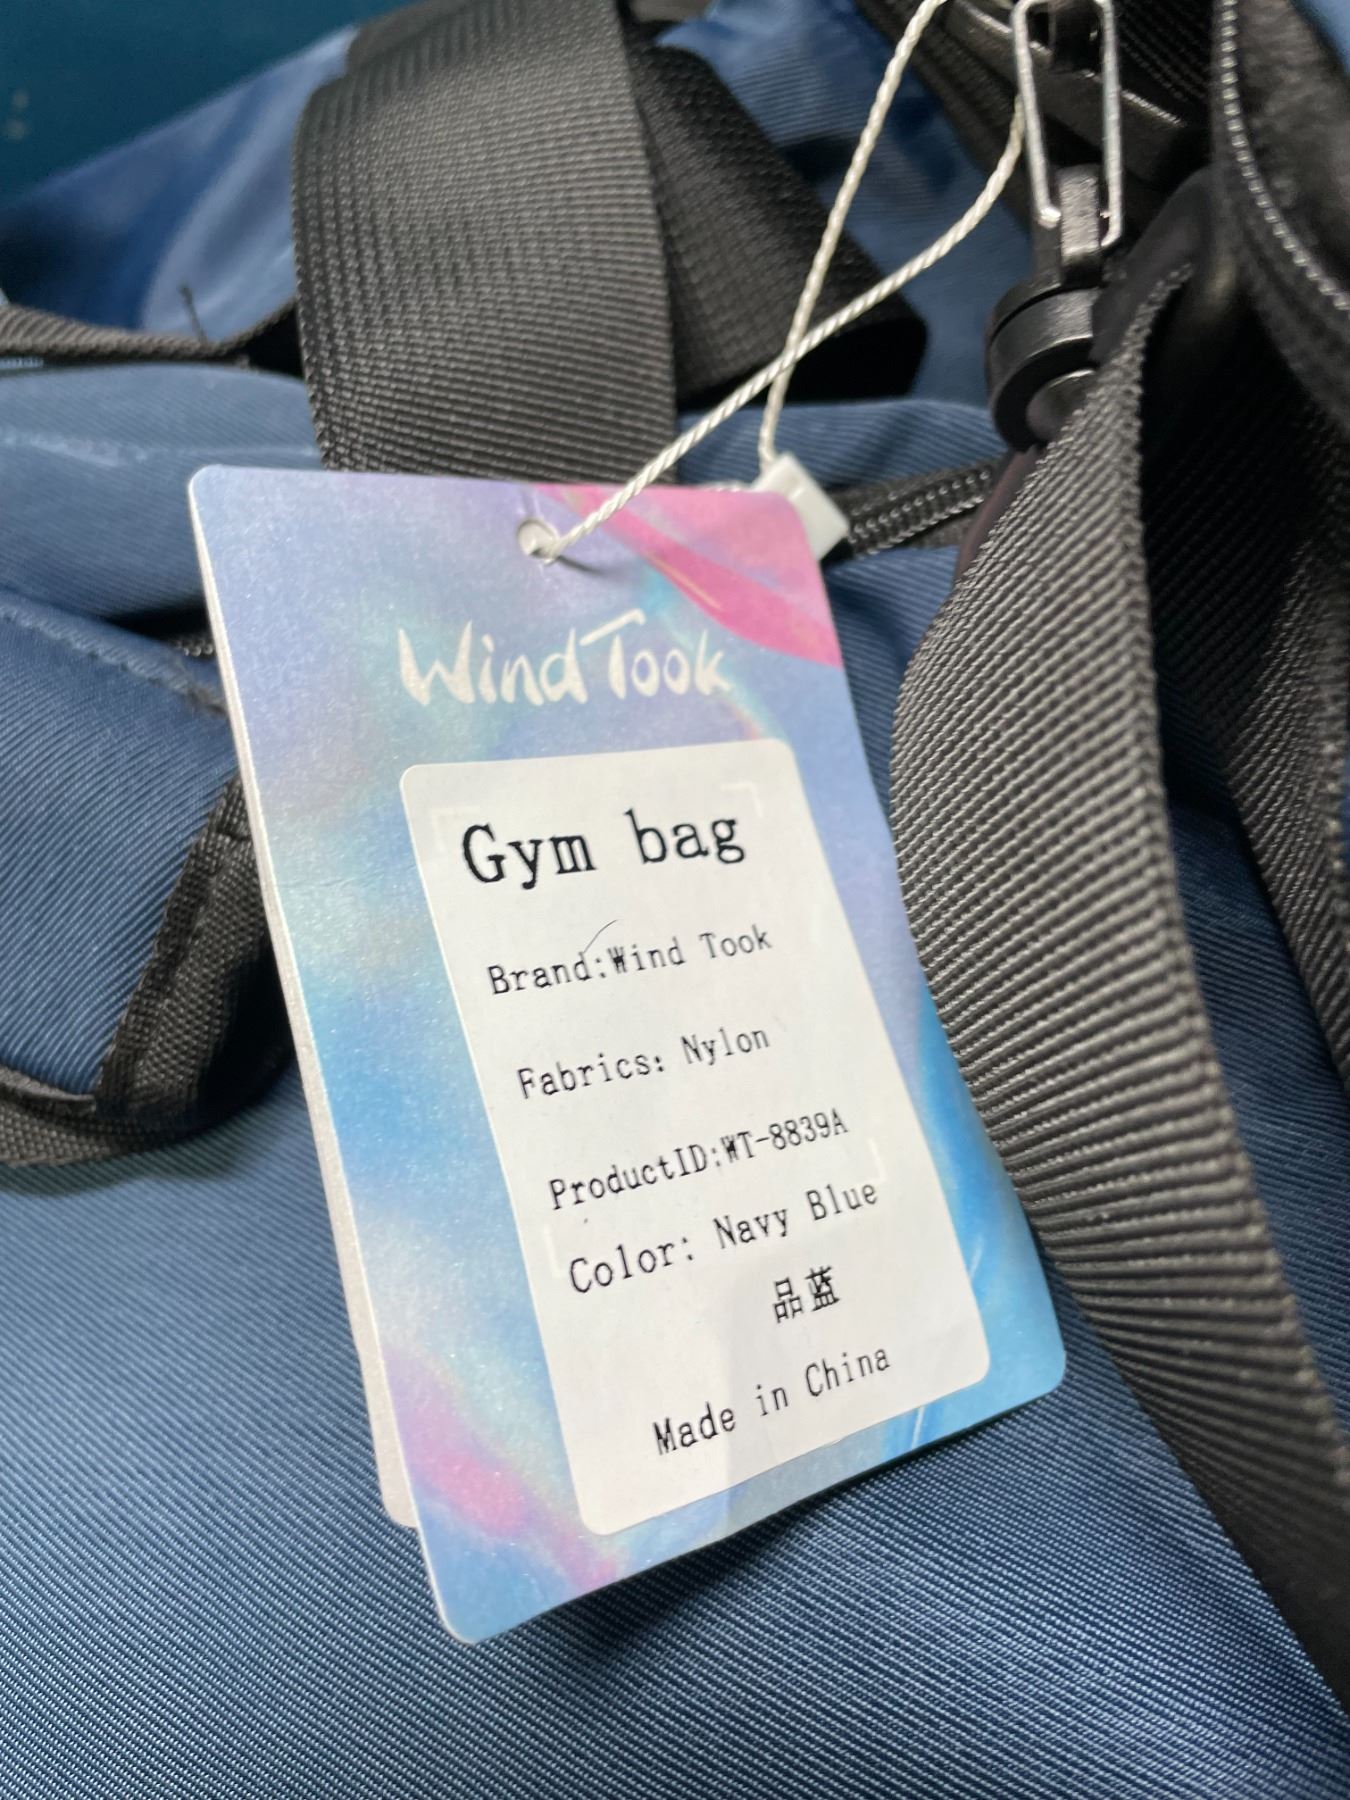 Wind Took
Gym bag
Brand:Wind Took
Fabrics: Nylon
ProductID:WT-8839A
Color: Navy Blue
品蓝
Made in China